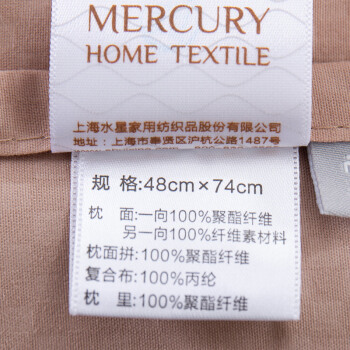 MERCURY
HOME TEXTILE
上海水星家用纺织品股份有限公司
地址：上海市奉贤区沪杭公路1487号
规 格:48cm×74cm
枕 面:一向100%聚酯纤维
另一向100%纤维素材料
枕面拼:100%聚酯纤维
复合布:100%丙纶
枕 里:100%聚酯纤维